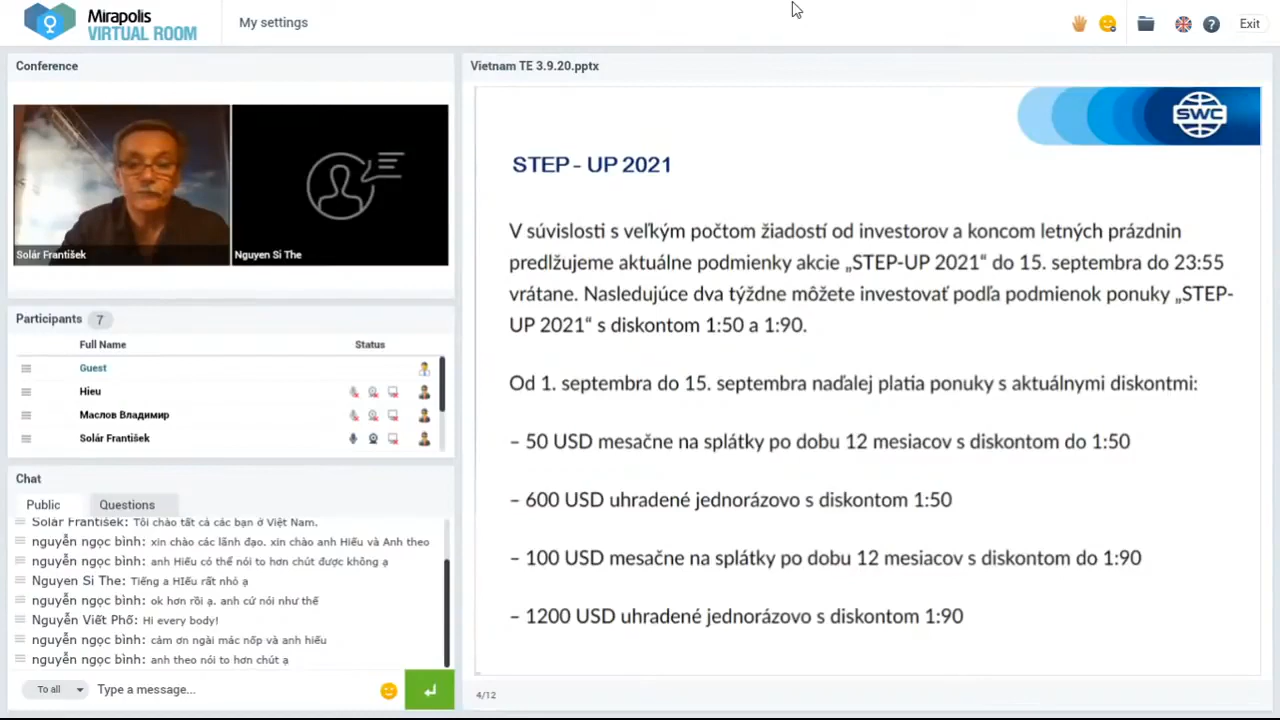 Mirapolis
VIRTUAL ROOM
My settings
Exit
Conference
Solár František
Nguyen Si The
Participants 7
Full Name Status
Guest
Hieu
Маслов Владимир
Solár František
Chat
Public Questions
Solár František: Tôi chào tất cả các bạn ở Việt Nam.
nguyễn ngọc bình: xin chào các lãnh đạo. xin chào anh Hiếu và Anh theo
nguyễn ngọc bình: anh Hiếu có thể nói to hơn chút được không ạ
Nguyen Si The: Tiếng a HIếu rất nhỏ ạ
nguyễn ngọc bình: ok hơn rồi ạ. anh cứ nói như thế
Nguyễn Viết Phố: Hi every body!
nguyễn ngọc bình: cảm ơn ngài mác nốp và anh hiếu
nguyễn ngọc bình: anh theo nói to hơn chút ạ
To all Type a message...
Vietnam TE 3.9.20.pptx
SWC
STEP - UP 2021
V súvislosti s veľkým počtom žiadostí od investorov a koncom letných prázdnin
predlžujeme aktuálne podmienky akcie „STEP-UP 2021“ do 15. septembra do 23:55
vrátane. Nasledujúce dva týždne môžete investovať podľa podmienok ponuky „STEP-
UP 2021“ s diskontom 1:50 a 1:90.
Od 1. septembra do 15. septembra naďalej platia ponuky s aktuálnymi diskontmi:
– 50 USD mesačne na splátky po dobu 12 mesiacov s diskontom do 1:50
– 600 USD uhradené jednorázovo s diskontom 1:50
– 100 USD mesačne na splátky po dobu 12 mesiacov s diskontom do 1:90
– 1200 USD uhradené jednorázovo s diskontom 1:90
4/12